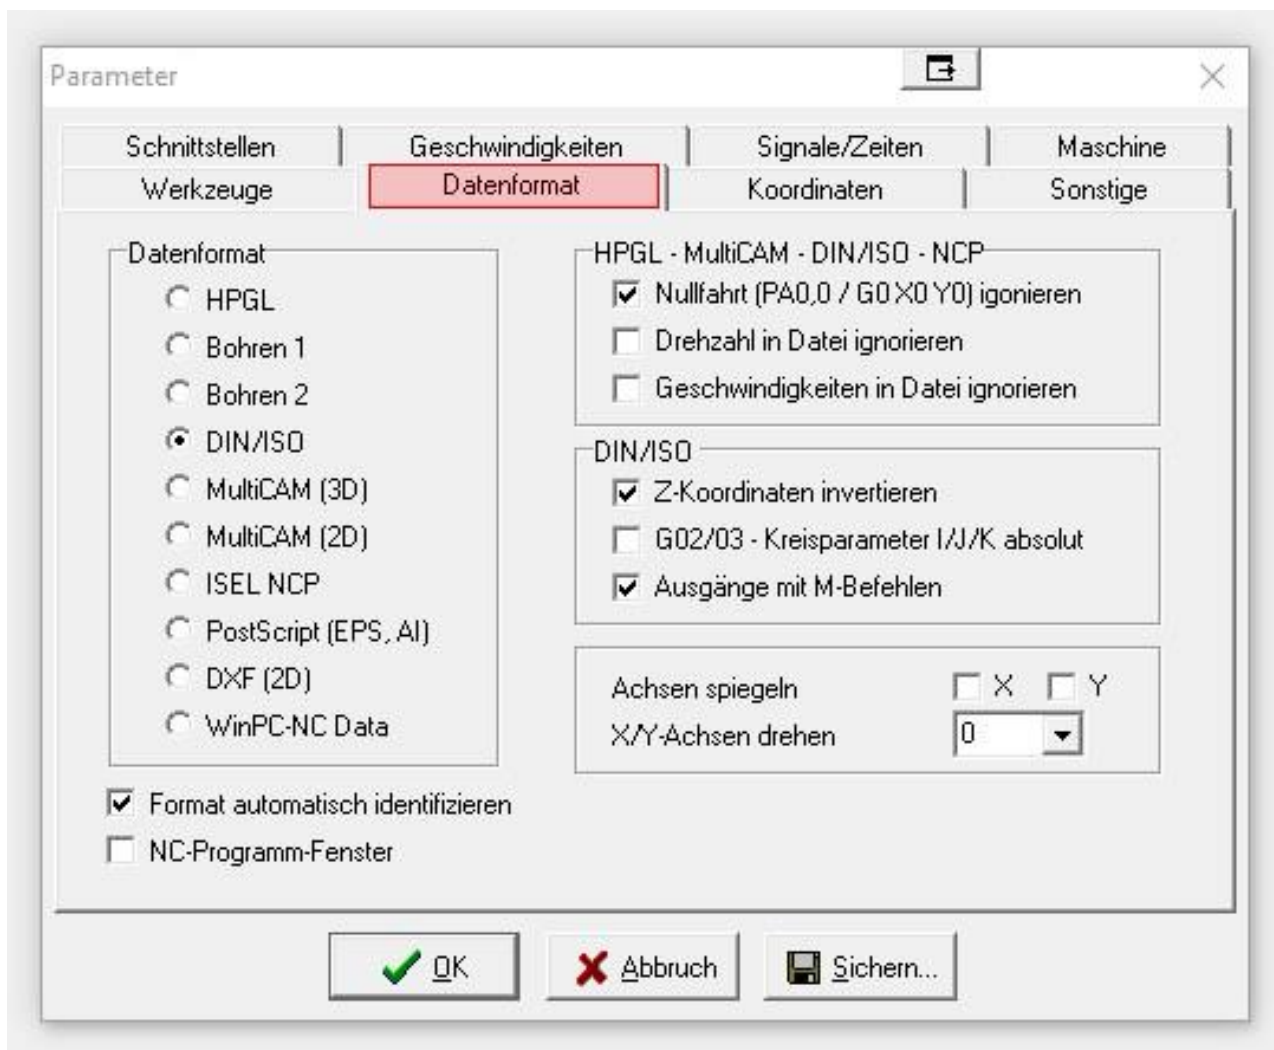 Parameter
Schnittstellen Geschwindigkeiten Signale/Zeiten Maschine
Werkzeuge Datenformat Koordinaten Sonstige
Datenformat
HPGL
Bohren 1
Bohren 2
DIN/ISO
MultiCAM (3D)
MultiCAM (2D)
ISEL NCP
PostScript (EPS, AI)
DXF (2D)
WinPC-NC Data
Format automatisch identifizieren
NC-Programm-Fenster
HPGL - MultiCAM - DIN/ISO - NCP
Nullfahrt (PA0,0 / G0 X0 Y0) igonieren
Drehzahl in Datei ignorieren
Geschwindigkeiten in Datei ignorieren
DIN/ISO
Z-Koordinaten invertieren
G02/03 - Kreisparameter I/J/K absolut
Ausgänge mit M-Befehlen
Achsen spiegeln X Y
X/Y-Achsen drehen 0
OK Abbruch Sichern...